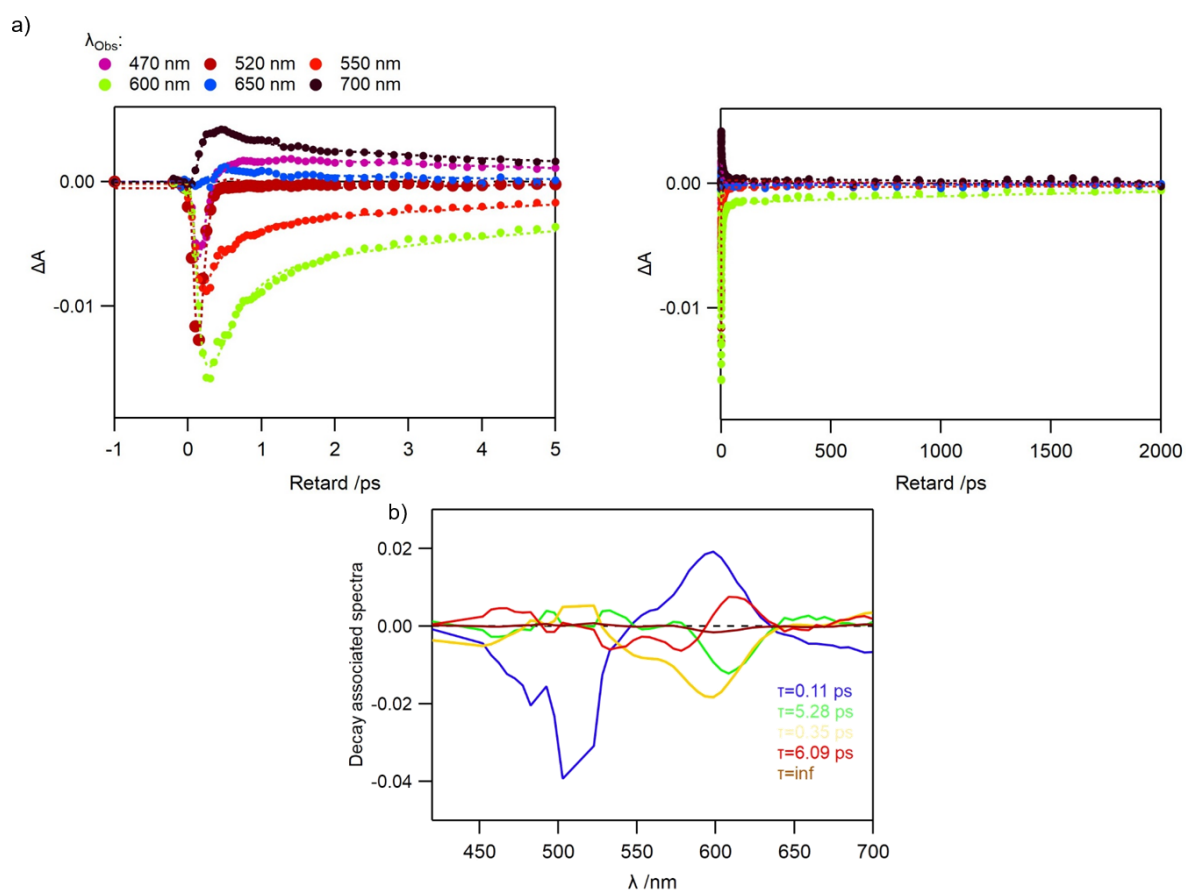 a)
λObs:
470 nm 520 nm 550 nm
600 nm 650 nm 700 nm
0.00
-0.01
ΔA
-1 0 1 2 3 4 5
Retard /ps
0.00
-0.01
ΔA
0 500 1000 1500 2000
Retard /ps
b)
0.02
0.00
-0.02
-0.04
Decay associated spectra
τ=0.11 ps
τ=5.28 ps
τ=0.35 ps
τ=6.09 ps
τ=inf
450 500 550 600 650 700
λ /nm